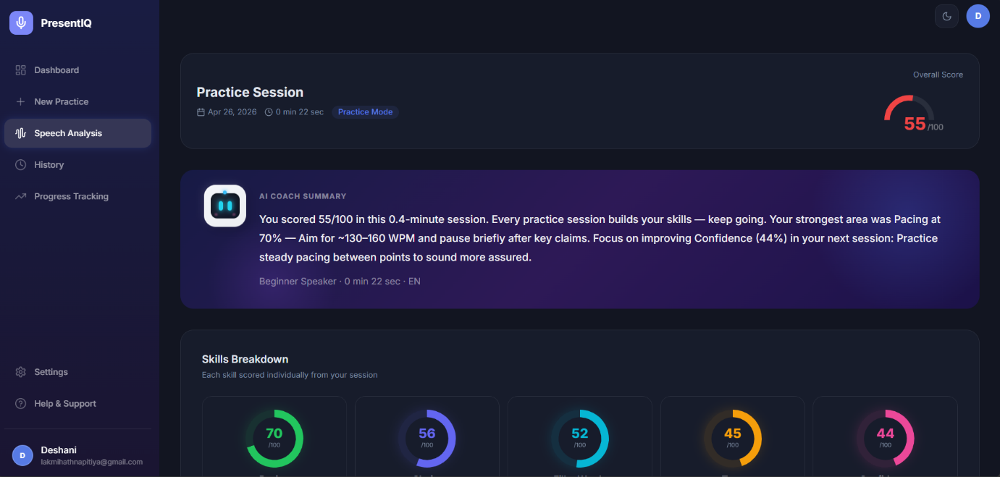 PresentIQ
Dashboard
New Practice
Speech Analysis
History
Progress Tracking
Settings
Help & Support
D
Deshani
lakmihathnapitiya@gmail.com
D
Practice Session
Apr 26, 2026 0 min 22 sec Practice Mode
Overall Score
55/100
AI COACH SUMMARY
You scored 55/100 in this 0.4-minute session. Every practice session builds your skills — keep going. Your strongest area was Pacing at
70% — Aim for ~130–160 WPM and pause briefly after key claims. Focus on improving Confidence (44%) in your next session: Practice
steady pacing between points to sound more assured.
Beginner Speaker · 0 min 22 sec · EN
Skills Breakdown
Each skill scored individually from your session
70
/100
56
/100
52
/100
45
/100
44
/100